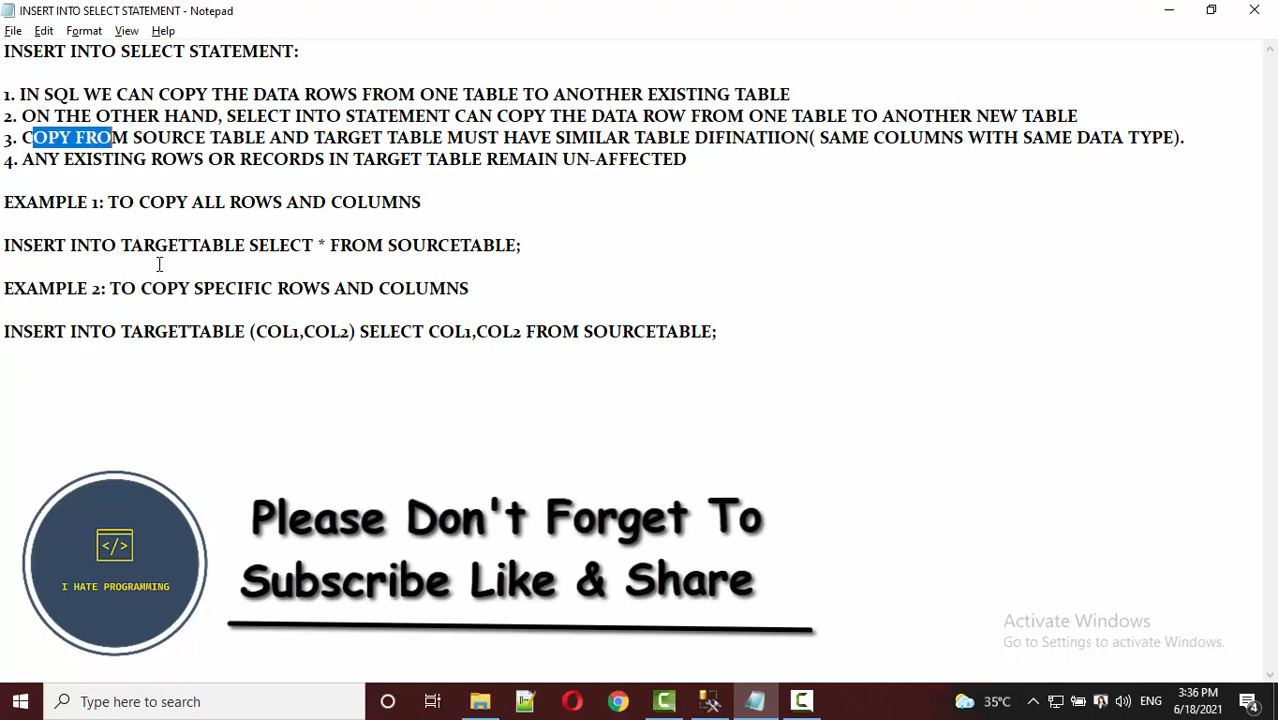 INSERT INTO SELECT STATEMENT - Notepad
File Edit Format View Help
INSERT INTO SELECT STATEMENT:
1. IN SQL WE CAN COPY THE DATA ROWS FROM ONE TABLE TO ANOTHER EXISTING TABLE
2. ON THE OTHER HAND, SELECT INTO STATEMENT CAN COPY THE DATA ROW FROM ONE TABLE TO ANOTHER NEW TABLE
3. COPY FROM SOURCE TABLE AND TARGET TABLE MUST HAVE SIMILAR TABLE DIFINATIION( SAME COLUMNS WITH SAME DATA TYPE).
4. ANY EXISTING ROWS OR RECORDS IN TARGET TABLE REMAIN UN-AFFECTED
EXAMPLE 1: TO COPY ALL ROWS AND COLUMNS
INSERT INTO TARGETTABLE SELECT * FROM SOURCETABLE;
EXAMPLE 2: TO COPY SPECIFIC ROWS AND COLUMNS
INSERT INTO TARGETTABLE (COL1,COL2) SELECT COL1,COL2 FROM SOURCETABLE;
</>
I HATE PROGRAMMING
Please Don't Forget To
Subscribe Like & Share
Activate Windows
Go to Settings to activate Windows.
Type here to search
35°C
ENG
3:36 PM
6/18/2021
4